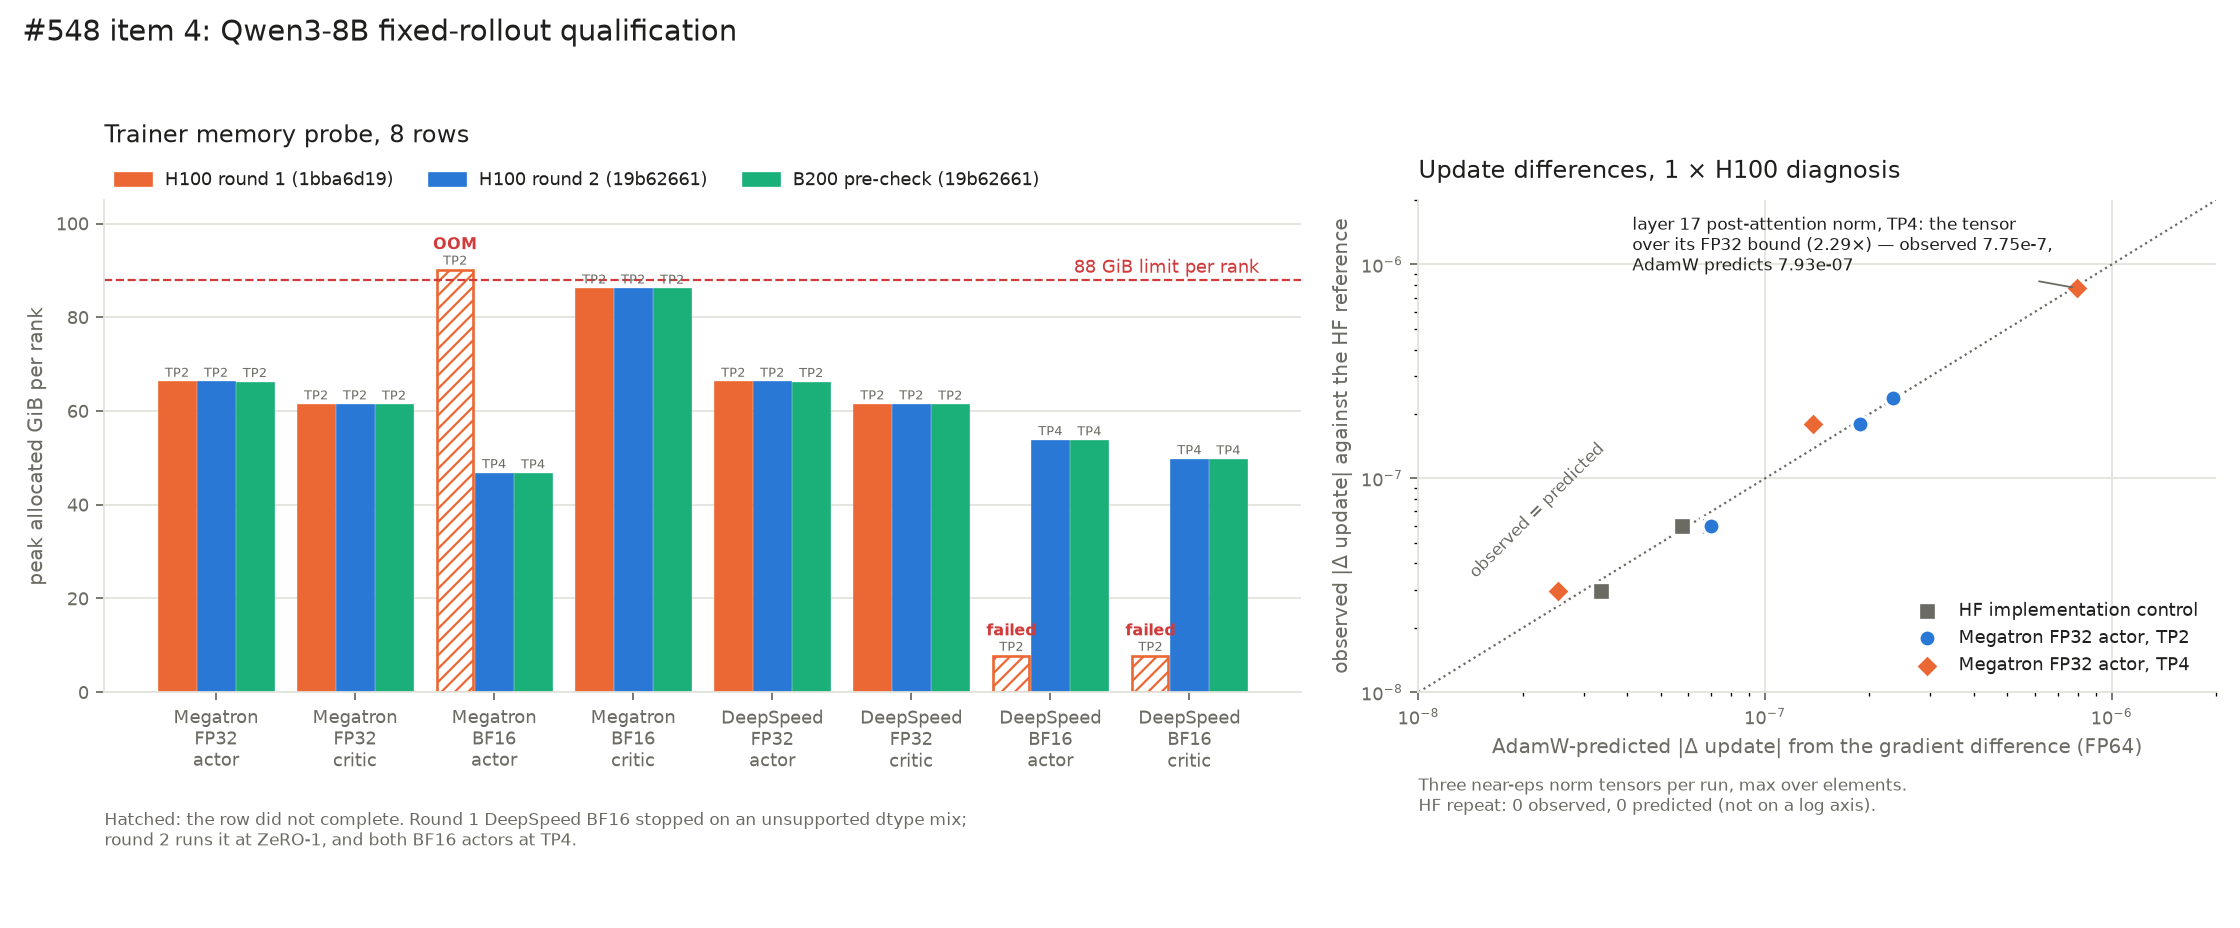 #548 item 4: Qwen3-8B fixed-rollout qualification
Trainer memory probe, 8 rows
H100 round 1 (1bba6d19)
H100 round 2 (19b62661)
B200 pre-check (19b62661)
peak allocated GiB per rank
100
80
60
40
20
0
88 GiB limit per rank
TP2 TP2 TP2
TP2 TP2 TP2
OOM
TP2
TP4 TP4
TP2 TP2 TP2
TP2 TP2 TP2
TP2 TP2 TP2
failed
TP2
TP4 TP4
failed
TP2
TP4 TP4
Megatron
FP32
actor
Megatron
FP32
critic
Megatron
BF16
actor
Megatron
BF16
critic
DeepSpeed
FP32
actor
DeepSpeed
FP32
critic
DeepSpeed
BF16
actor
DeepSpeed
BF16
critic
Hatched: the row did not complete. Round 1 DeepSpeed BF16 stopped on an unsupported dtype mix;
round 2 runs it at ZeRO-1, and both BF16 actors at TP4.
Update differences, 1 × H100 diagnosis
observed |Δ update| against the HF reference
10⁻⁶
10⁻⁷
10⁻⁸
layer 17 post-attention norm, TP4: the tensor
over its FP32 bound (2.29×) — observed 7.75e-7,
AdamW predicts 7.93e-07
observed = predicted
HF implementation control
Megatron FP32 actor, TP2
Megatron FP32 actor, TP4
10⁻⁸
10⁻⁷
10⁻⁶
AdamW-predicted |Δ update| from the gradient difference (FP64)
Three near-eps norm tensors per run, max over elements.
HF repeat: 0 observed, 0 predicted (not on a log axis).